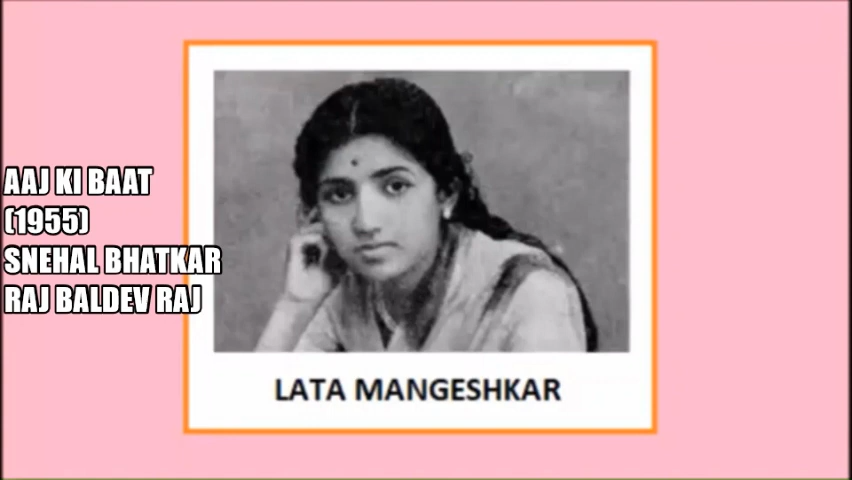 AAJ KI BAAT
(1955)
SNEHAL BHATKAR
RAJ BALDEV RAJ
LATA MANGESHKAR